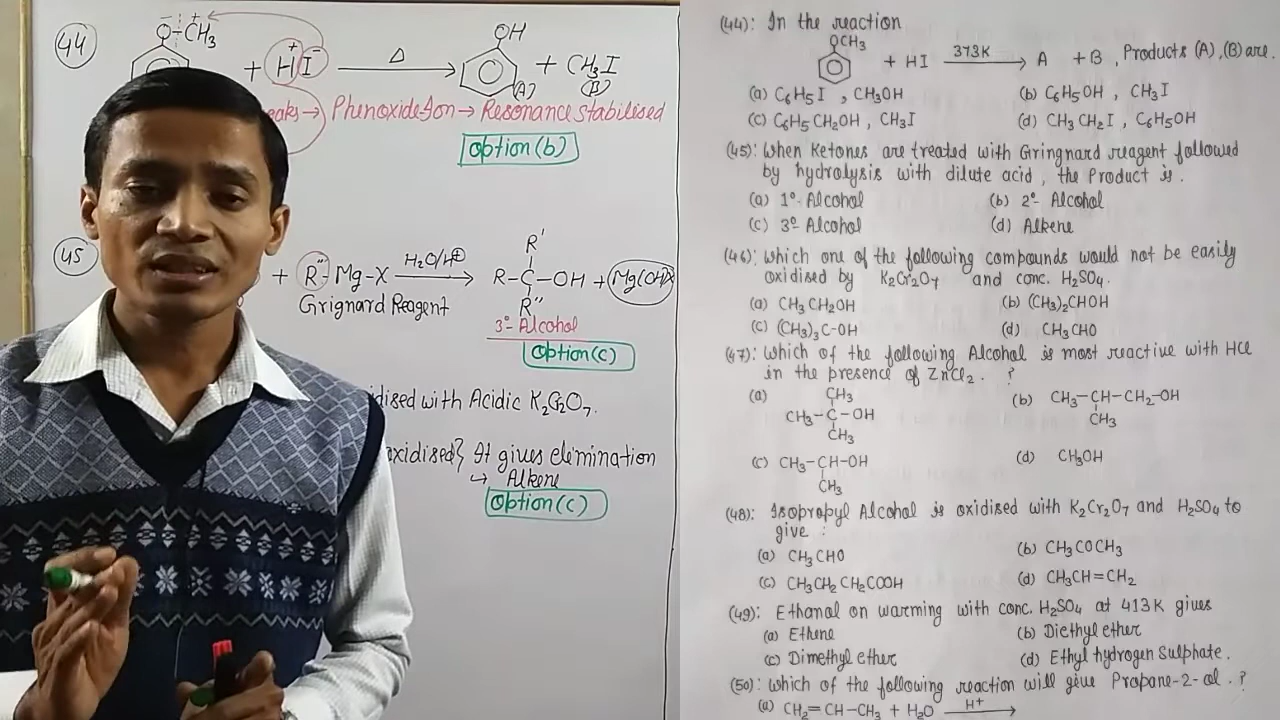 44
O-CH3
+ HI
Δ
OH
(A)
+ CH3I
(B)
eaks → Phenoxide Ion → Resonance stabilised
Option (b)
45
+ R''-Mg-X
H2O/H⊕
R'
R-C-OH + Mg(OH)X
R''
Grignard Reagent
3°- Alcohol
Option (c)
idised with Acidic K2Cr2O7.
oxidised} It gives elimination
↳ Alkene
Option (c)
(44): In the reaction
OCH3
+ HI
373K
A + B , Products (A),(B) are.
(a) C6H5I , CH3OH
(b) C6H5OH , CH3I
(c) C6H5CH2OH , CH3I
(d) CH3CH2I , C6H5OH
(45): When Ketones are treated with Gringnard reagent followed
by hydrolysis with dilute acid , the Product is .
(a) 1°- Alcohol
(b) 2°- Alcohol
(c) 3°- Alcohol
(d) Alkene
(46): Which one of the following compounds would not be easily
oxidised by K2Cr2O7 and conc. H2SO4.
(a) CH3CH2OH
(b) (CH3)2CHOH
(c) (CH3)3C-OH
(d) CH3CHO
(47): Which of the following Alcohol is most reactive with HCl
in the presence of ZnCl2. ?
(a)
CH3
CH3-C-OH
CH3
(b) CH3-CH-CH2-OH
CH3
(c) CH3-CH-OH
CH3
(d) CH3OH
(48): Isopropyl Alcohol is oxidised with K2Cr2O7 and H2SO4 to
give :
(a) CH3CHO
(b) CH3COCH3
(c) CH3CH2CH2COOH
(d) CH3CH=CH2
(49): Ethanol on warming with conc. H2SO4 at 413K gives
(a) Ethene
(b) Diethyl ether
(c) Dimethyl ether
(d) Ethyl hydrogen Sulphate.
(50): Which of the following reaction will give Propane-2-ol . ?
(a) CH2=CH-CH3 + H2O
H+